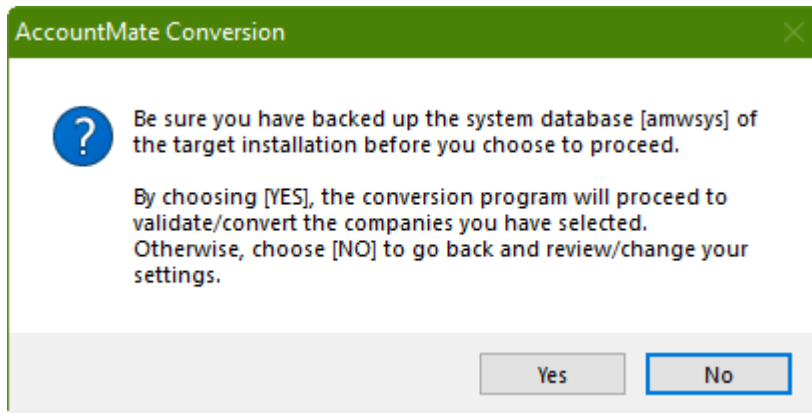 AccountMate Conversion
Be sure you have backed up the system database [amwsys] of
the target installation before you choose to proceed.
By choosing [YES], the conversion program will proceed to
validate/convert the companies you have selected.
Otherwise, choose [NO] to go back and review/change your
settings.
Yes
No